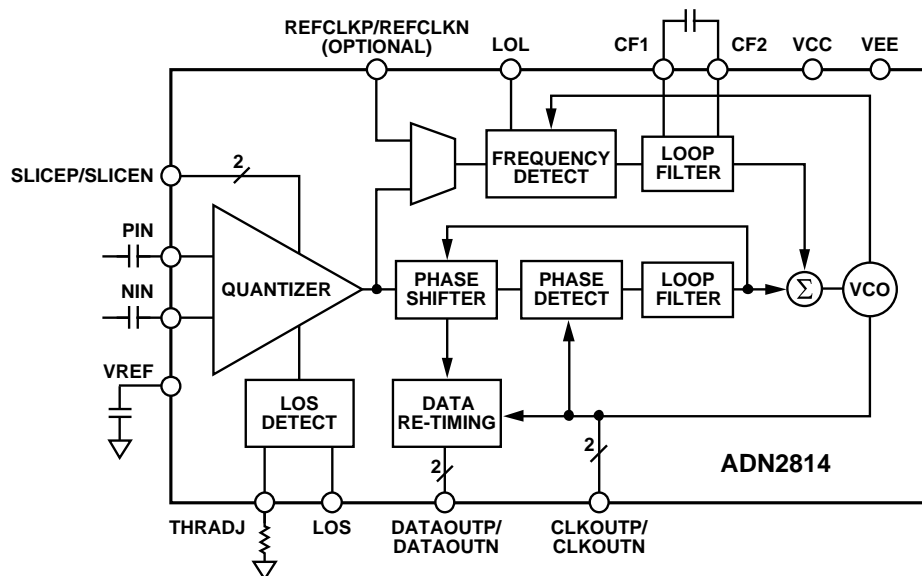 REFCLKP/REFCLKN
(OPTIONAL)
LOL
CF1
CF2
VCC
VEE
SLICEP/SLICEN
2
FREQUENCY
DETECT
LOOP
FILTER
PIN
NIN
QUANTIZER
PHASE
SHIFTER
PHASE
DETECT
LOOP
FILTER
Σ
VCO
VREF
LOS
DETECT
DATA
RE-TIMING
2
2
ADN2814
THRADJ
LOS
DATAOUTP/
DATAOUTN
CLKOUTP/
CLKOUTN